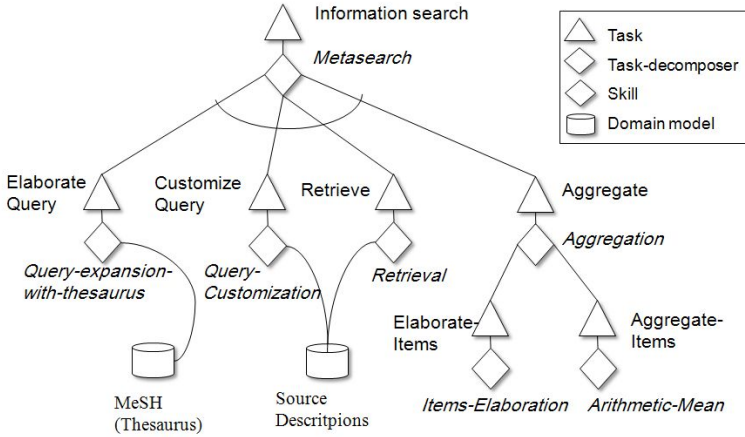 Information search
Metasearch
Task
Task-decomposer
Skill
Domain model
Elaborate
Query
Customize
Query
Retrieve
Aggregate
Query-expansion-
with-thesaurus
Query-
Customization
Retrieval
Aggregation
Elaborate-
Items
Aggregate-
Items
MeSH
(Thesaurus)
Source
Descritpions
Items-Elaboration
Arithmetic-Mean